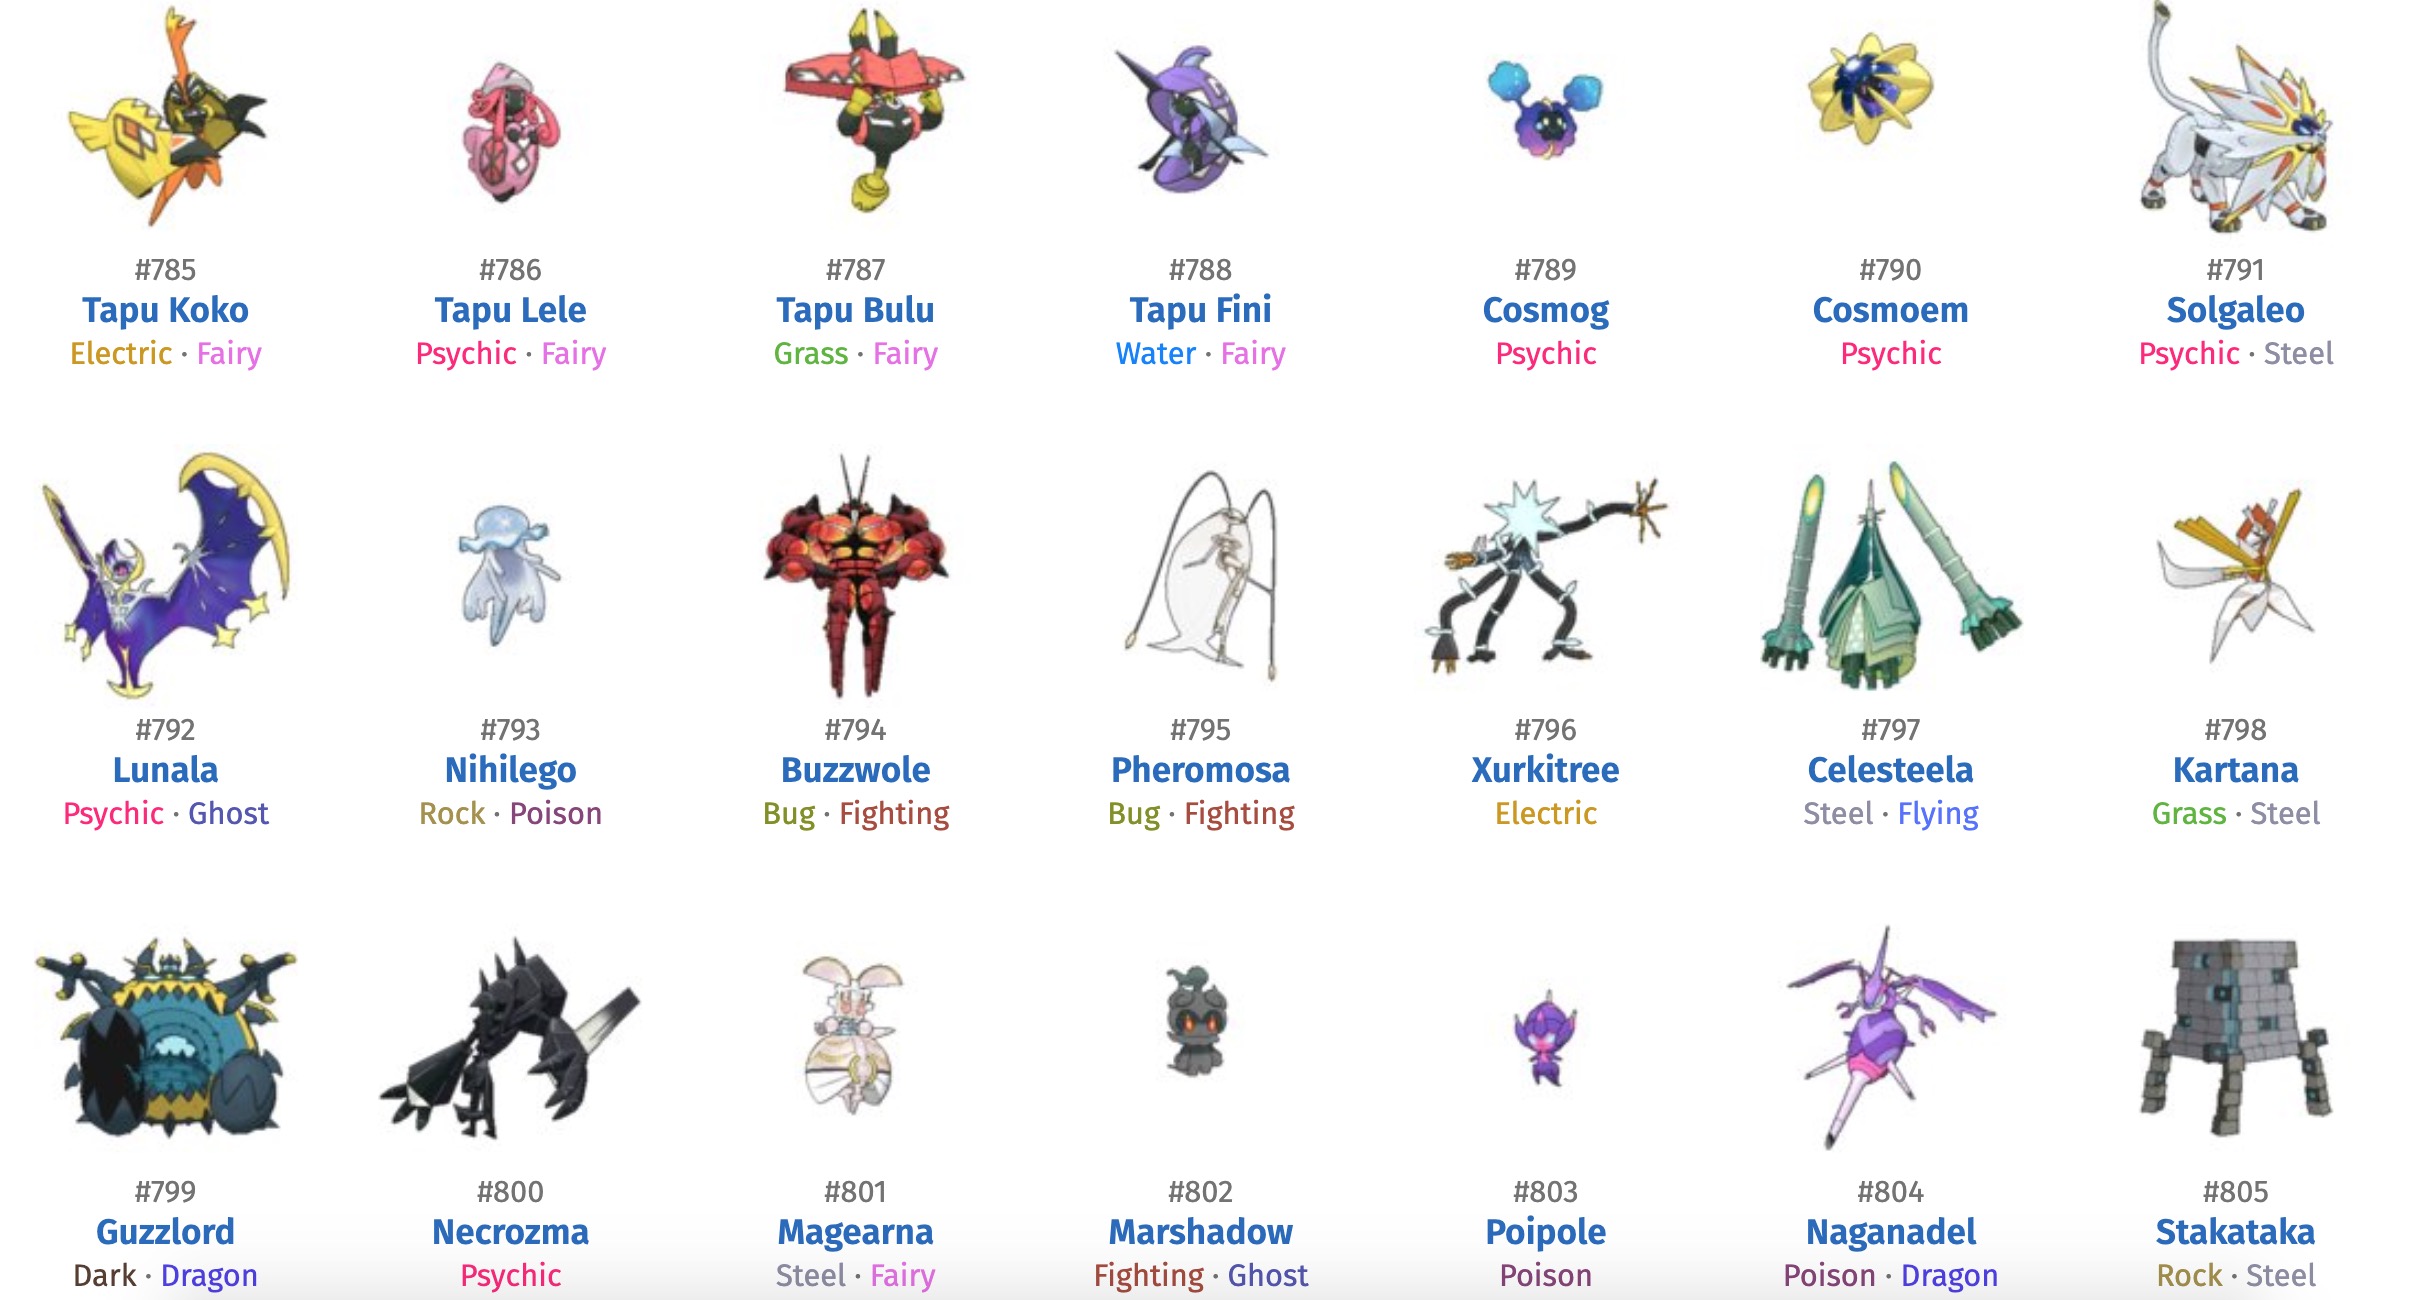 #785 #786 #787 #788 #789 #790 #791
Tapu Koko Tapu Lele Tapu Bulu Tapu Fini Cosmog Cosmoem Solgaleo
Electric · Fairy Psychic · Fairy Grass · Fairy Water · Fairy Psychic Psychic Psychic · Steel
#792 #793 #794 #795 #796 #797 #798
Lunala Nihilego Buzzwole Pheromosa Xurkitree Celesteela Kartana
Psychic · Ghost Rock · Poison Bug · Fighting Bug · Fighting Electric Steel · Flying Grass · Steel
#799 #800 #801 #802 #803 #804 #805
Guzzlord Necrozma Magearna Marshadow Poipole Naganadel Stakataka
Dark · Dragon Psychic Steel · Fairy Fighting · Ghost Poison Poison · Dragon Rock · Steel